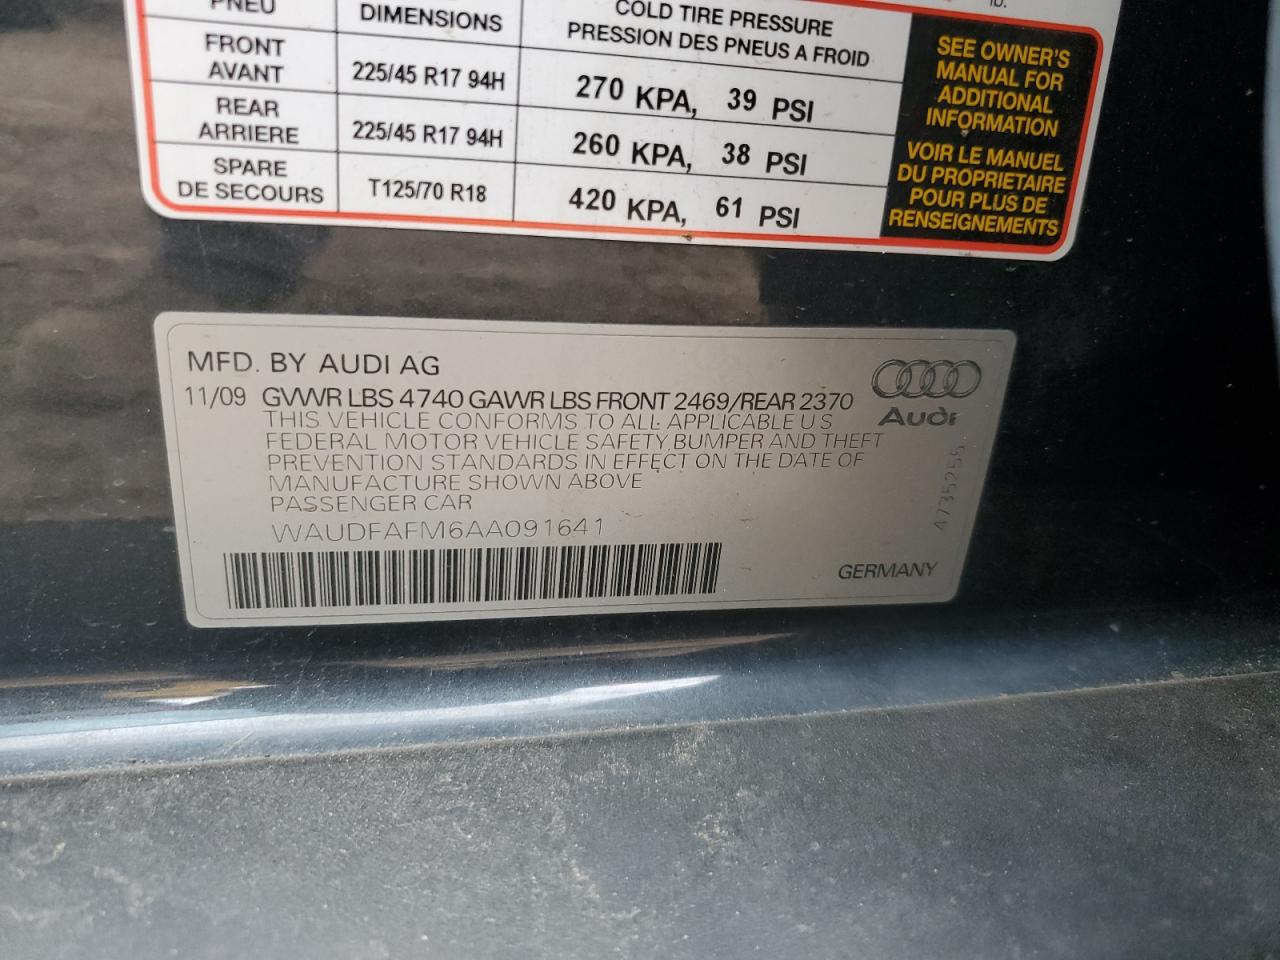 lb.
PNEU DIMENSIONS COLD TIRE PRESSURE
PRESSION DES PNEUS A FROID
FRONT
AVANT 225/45 R17 94H 270 KPA, 39 PSI
REAR
ARRIERE 225/45 R17 94H 260 KPA, 38 PSI
SPARE
DE SECOURS T125/70 R18 420 KPA, 61 PSI
SEE OWNER'S
MANUAL FOR
ADDITIONAL
INFORMATION
VOIR LE MANUEL
DU PROPRIETAIRE
POUR PLUS DE
RENSEIGNEMENTS
MFD. BY AUDI AG
11/09 GVWR LBS 4740 GAWR LBS FRONT 2469/REAR 2370
THIS VEHICLE CONFORMS TO ALL APPLICABLE U S
FEDERAL MOTOR VEHICLE SAFETY, BUMPER AND THEFT
PREVENTION STANDARDS IN EFFECT ON THE DATE OF
MANUFACTURE SHOWN ABOVE
PASSENGER CAR
WAUDFAFM6AA091641
Audi
4735255
GERMANY